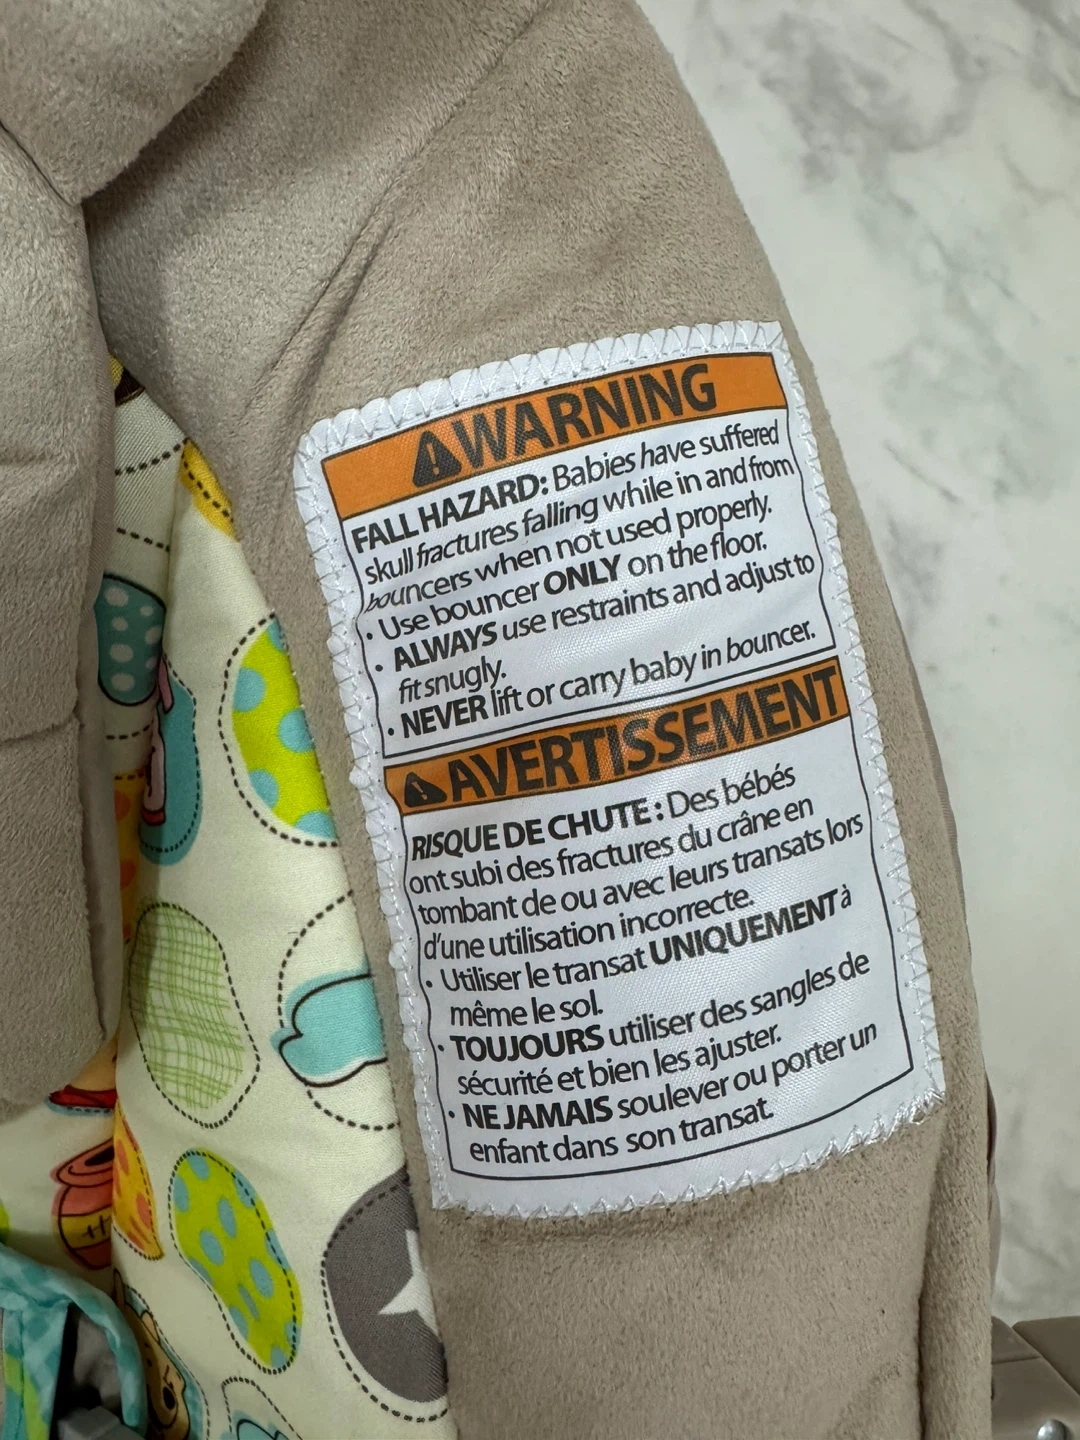 WARNING
FALL HAZARD: Babies have suffered
skull fractures falling while in and from
bouncers when not used properly.
• Use bouncer ONLY on the floor.
• ALWAYS use restraints and adjust to
fit snugly.
• NEVER lift or carry baby in bouncer.
AVERTISSEMENT
RISQUE DE CHUTE : Des bébés
ont subi des fractures du crâne en
tombant de ou avec leurs transats lors
d'une utilisation incorrecte.
• Utiliser le transat UNIQUEMENT à
même le sol.
• TOUJOURS utiliser des sangles de
sécurité et bien les ajuster.
• NE JAMAIS soulever ou porter un
enfant dans son transat.